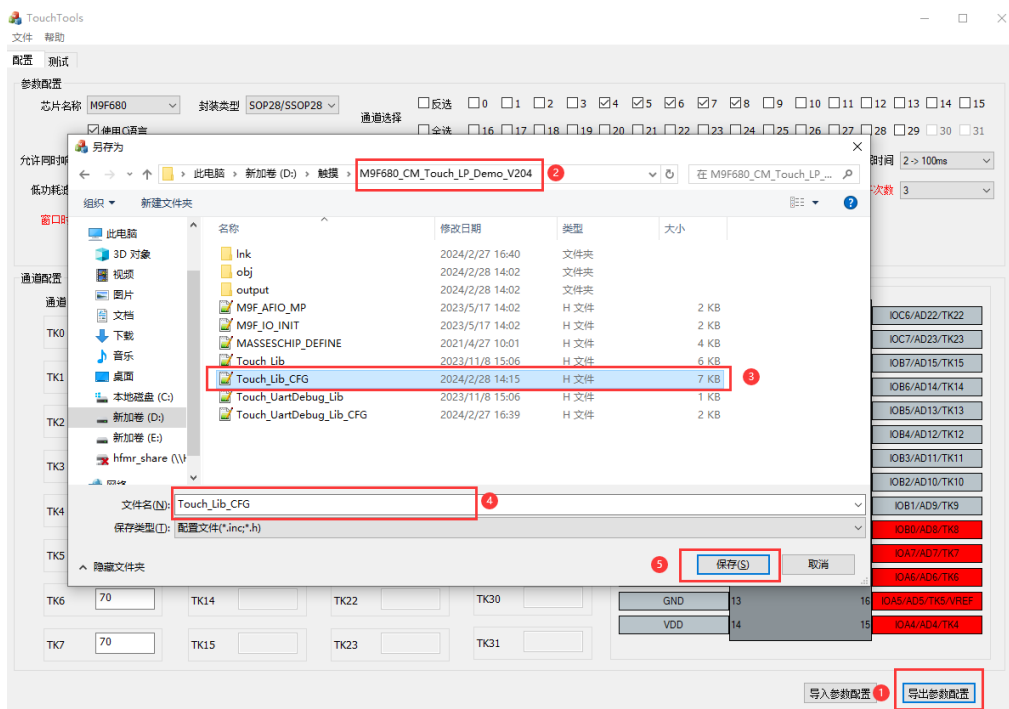 TouchTools
文件 帮助
配置 测试
参数配置
芯片名称 M9F680 封装类型 SOP28/SSOP28 通道选择 反选 0 1 2 3 4 5 6 7 8 9 10 11 12 13 14 15
使用C语言 全选 16 17 18 19 20 21 22 23 24 25 26 27 28 29 30 31
允许同时 时间 2-> 100ms
低功耗 次数 3
窗口
另存为
此电脑 › 新加卷 (D:) › 触摸 › M9F680_CM_Touch_LP_Demo_V204 2 在 M9F680_CM_Touch_LP_...
组织 新建文件夹
名称 修改日期 类型 大小
此电脑
3D 对象
视频
图片
文档
下载
音乐
桌面
本地磁盘 (C:)
新加卷 (D:)
新加卷 (E:)
hfmr_share (\\
网络
lnk 2024/2/27 16:40 文件夹
obj 2024/2/28 14:02 文件夹
output 2024/2/28 14:02 文件夹
M9F_AFIO_MP 2023/5/17 14:02 H 文件 2 KB
M9F_IO_INIT 2023/5/17 14:02 H 文件 2 KB
MASSESCHIP_DEFINE 2021/4/27 10:01 H 文件 4 KB
Touch_Lib 2023/11/8 15:06 H 文件 6 KB
Touch_Lib_CFG 2024/2/28 14:15 H 文件 7 KB 3
Touch_UartDebug_Lib 2023/11/8 15:06 H 文件 1 KB
Touch_UartDebug_Lib_CFG 2024/2/27 16:39 H 文件 2 KB
文件名(N): Touch_Lib_CFG 4
保存类型(T): 配置文件(*.inc;*.h)
隐藏文件夹 5 保存(S) 取消
通道配置
通道
TK0
TK1
TK2
TK3
TK4
TK5
TK6 70 TK14 TK22 TK30
TK7 70 TK15 TK23 TK31
IOC6/AD22/TK22
IOC7/AD23/TK23
IOB7/AD15/TK15
IOB6/AD14/TK14
IOB5/AD13/TK13
IOB4/AD12/TK12
IOB3/AD11/TK11
IOB2/AD10/TK10
IOB1/AD9/TK9
IOB0/AD8/TK8
IOA7/AD7/TK7
IOA6/AD6/TK6
GND 13 16 IOA5/AD5/TK5/VREF
VDD 14 15 IOA4/AD4/TK4
导入参数配置 1 导出参数配置